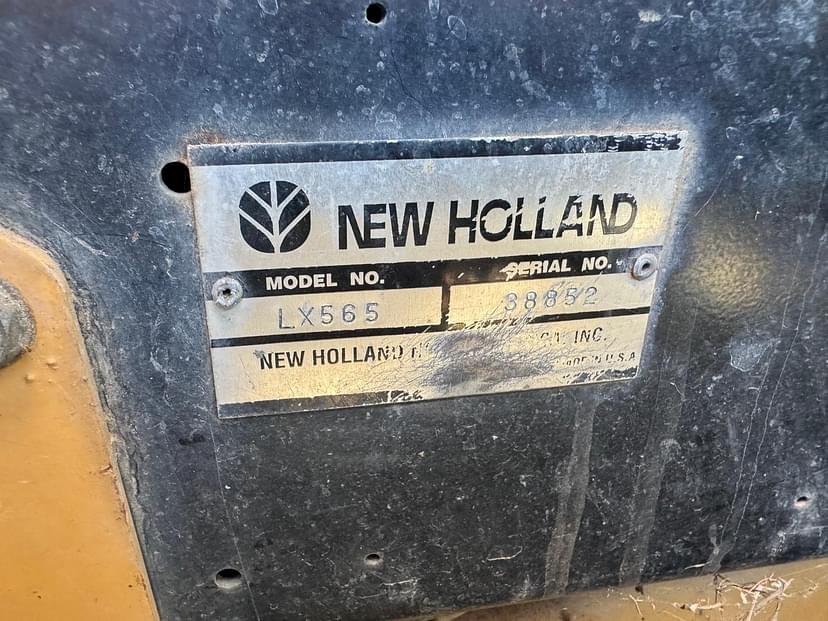 NEW HOLLAND
MODEL NO. SERIAL NO.
LX565 38852
NEW HOLLAND INC.
U.S.A